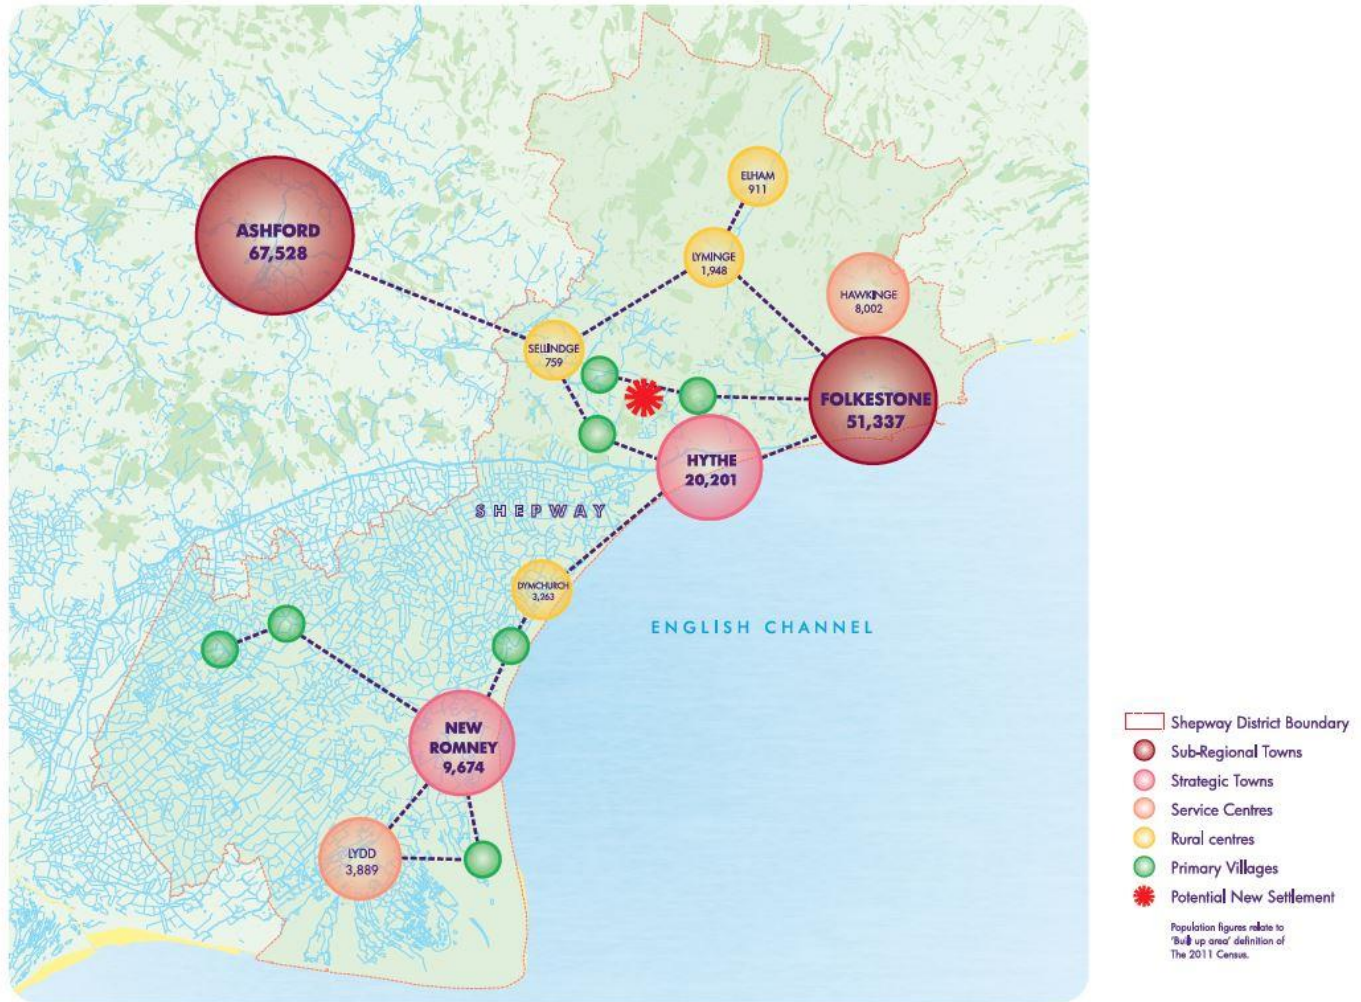 ELHAM
911
ASHFORD
67,528
LYMINGE
1,948
HAWKINGE
8,002
SELLINDGE
759
FOLKESTONE
51,337
HYTHE
20,201
SHEPWAY
DYMCHURCH
3,263
ENGLISH CHANNEL
NEW
ROMNEY
9,674
LYDD
3,889
Shepway District Boundary
Sub-Regional Towns
Strategic Towns
Service Centres
Rural centres
Primary Villages
Potential New Settlement
Population figures relate to
'Built up area' definition of
The 2011 Census.